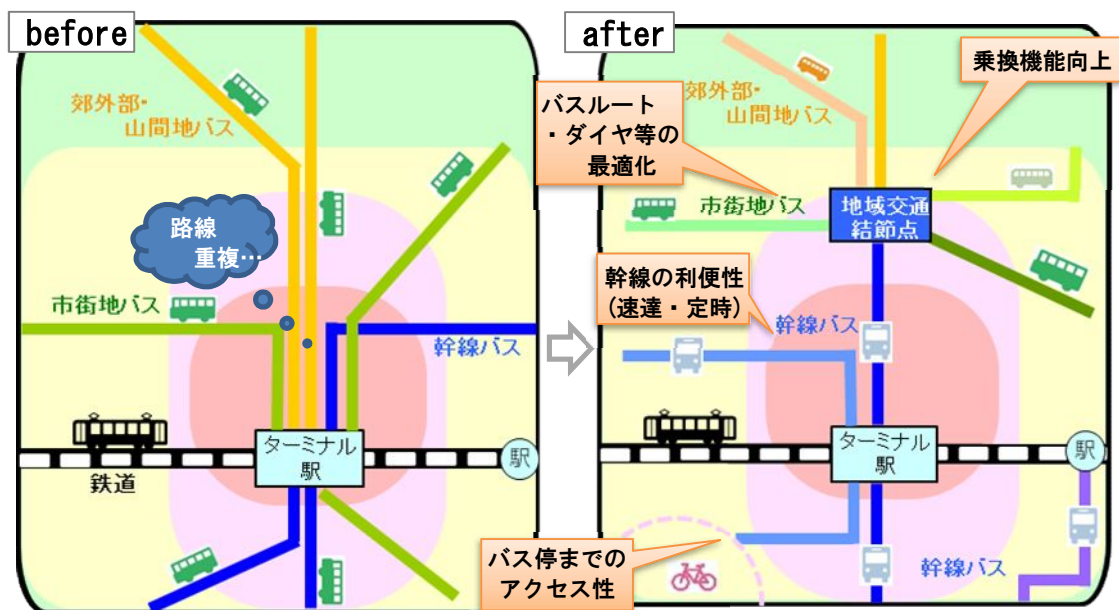 before
郊外部・
山間地バス
路線
重複…
市街地バス
幹線バス
ターミナル
駅
駅
鉄道
after
乗換機能向上
バスルート
・ダイヤ等の
最適化
郊外部・
山間地バス
市街地バス
地域交通
結節点
幹線の利便性
(速達・定時)
幹線バス
ターミナル
駅
駅
バス停までの
アクセス性
幹線バス